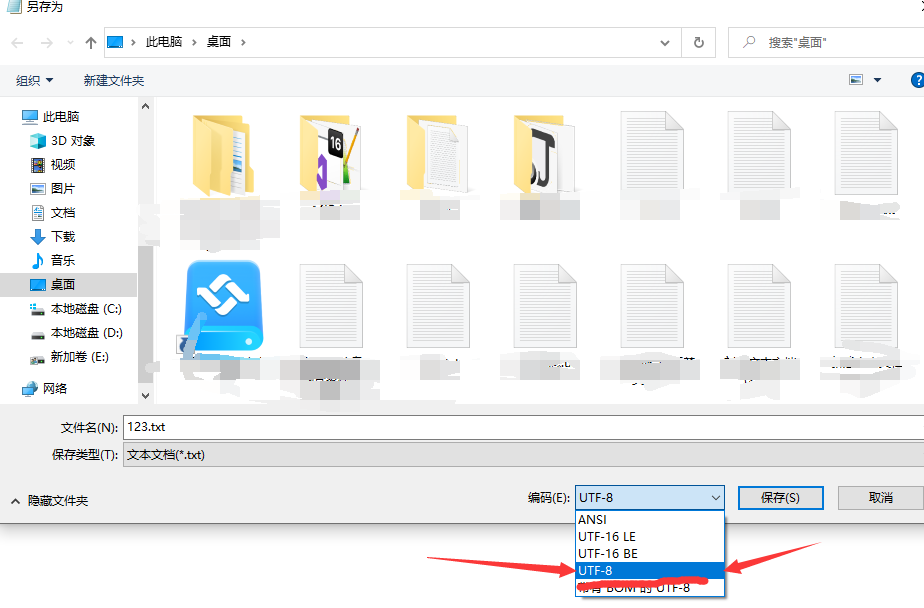 另存为
此电脑 桌面
搜索"桌面"
组织 新建文件夹
此电脑
3D 对象
视频
图片
文档
下载
音乐
桌面
本地磁盘 (C:)
本地磁盘 (D:)
新加卷 (E:)
网络
16
文件名(N): 123.txt
保存类型(T): 文本文档(*.txt)
隐藏文件夹
编码(E): UTF-8
保存(S)
取消
ANSI
UTF-16 LE
UTF-16 BE
UTF-8
带有 BOM 的 UTF-8